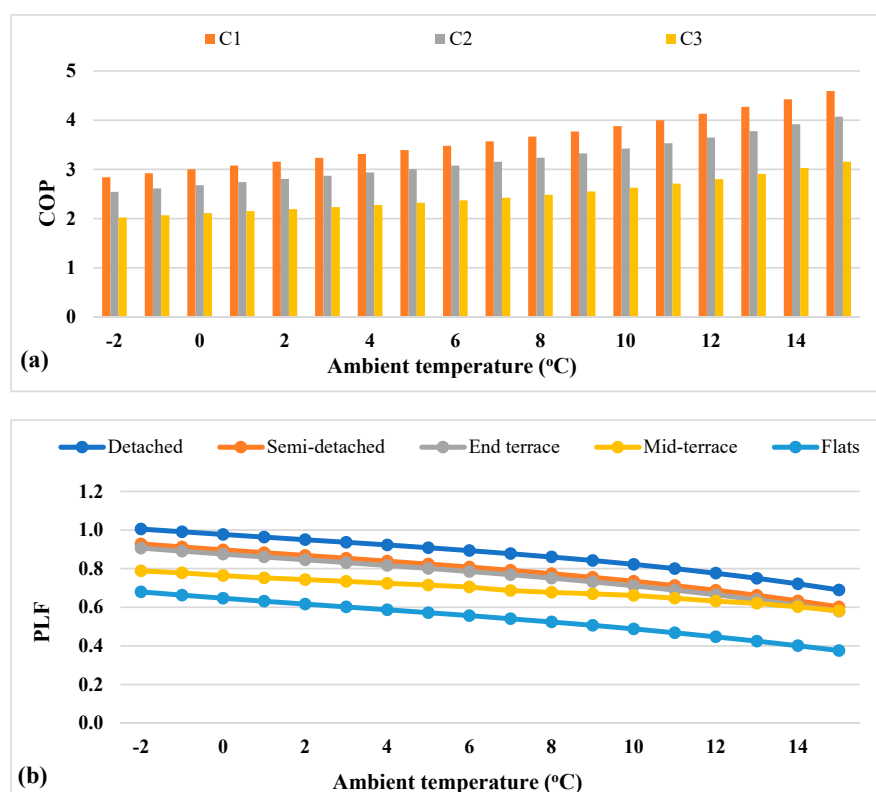 C1 C2 C3
5
4
3
2
1
0
COP
-2 0 2 4 6 8 10 12 14
(a)
Ambient temperature (°C)
Detached Semi-detached End terrace Mid-terrace Flats
1.2
1.0
0.8
0.6
0.4
0.2
0.0
PLF
-2 0 2 4 6 8 10 12 14
(b)
Ambient temperature (°C)